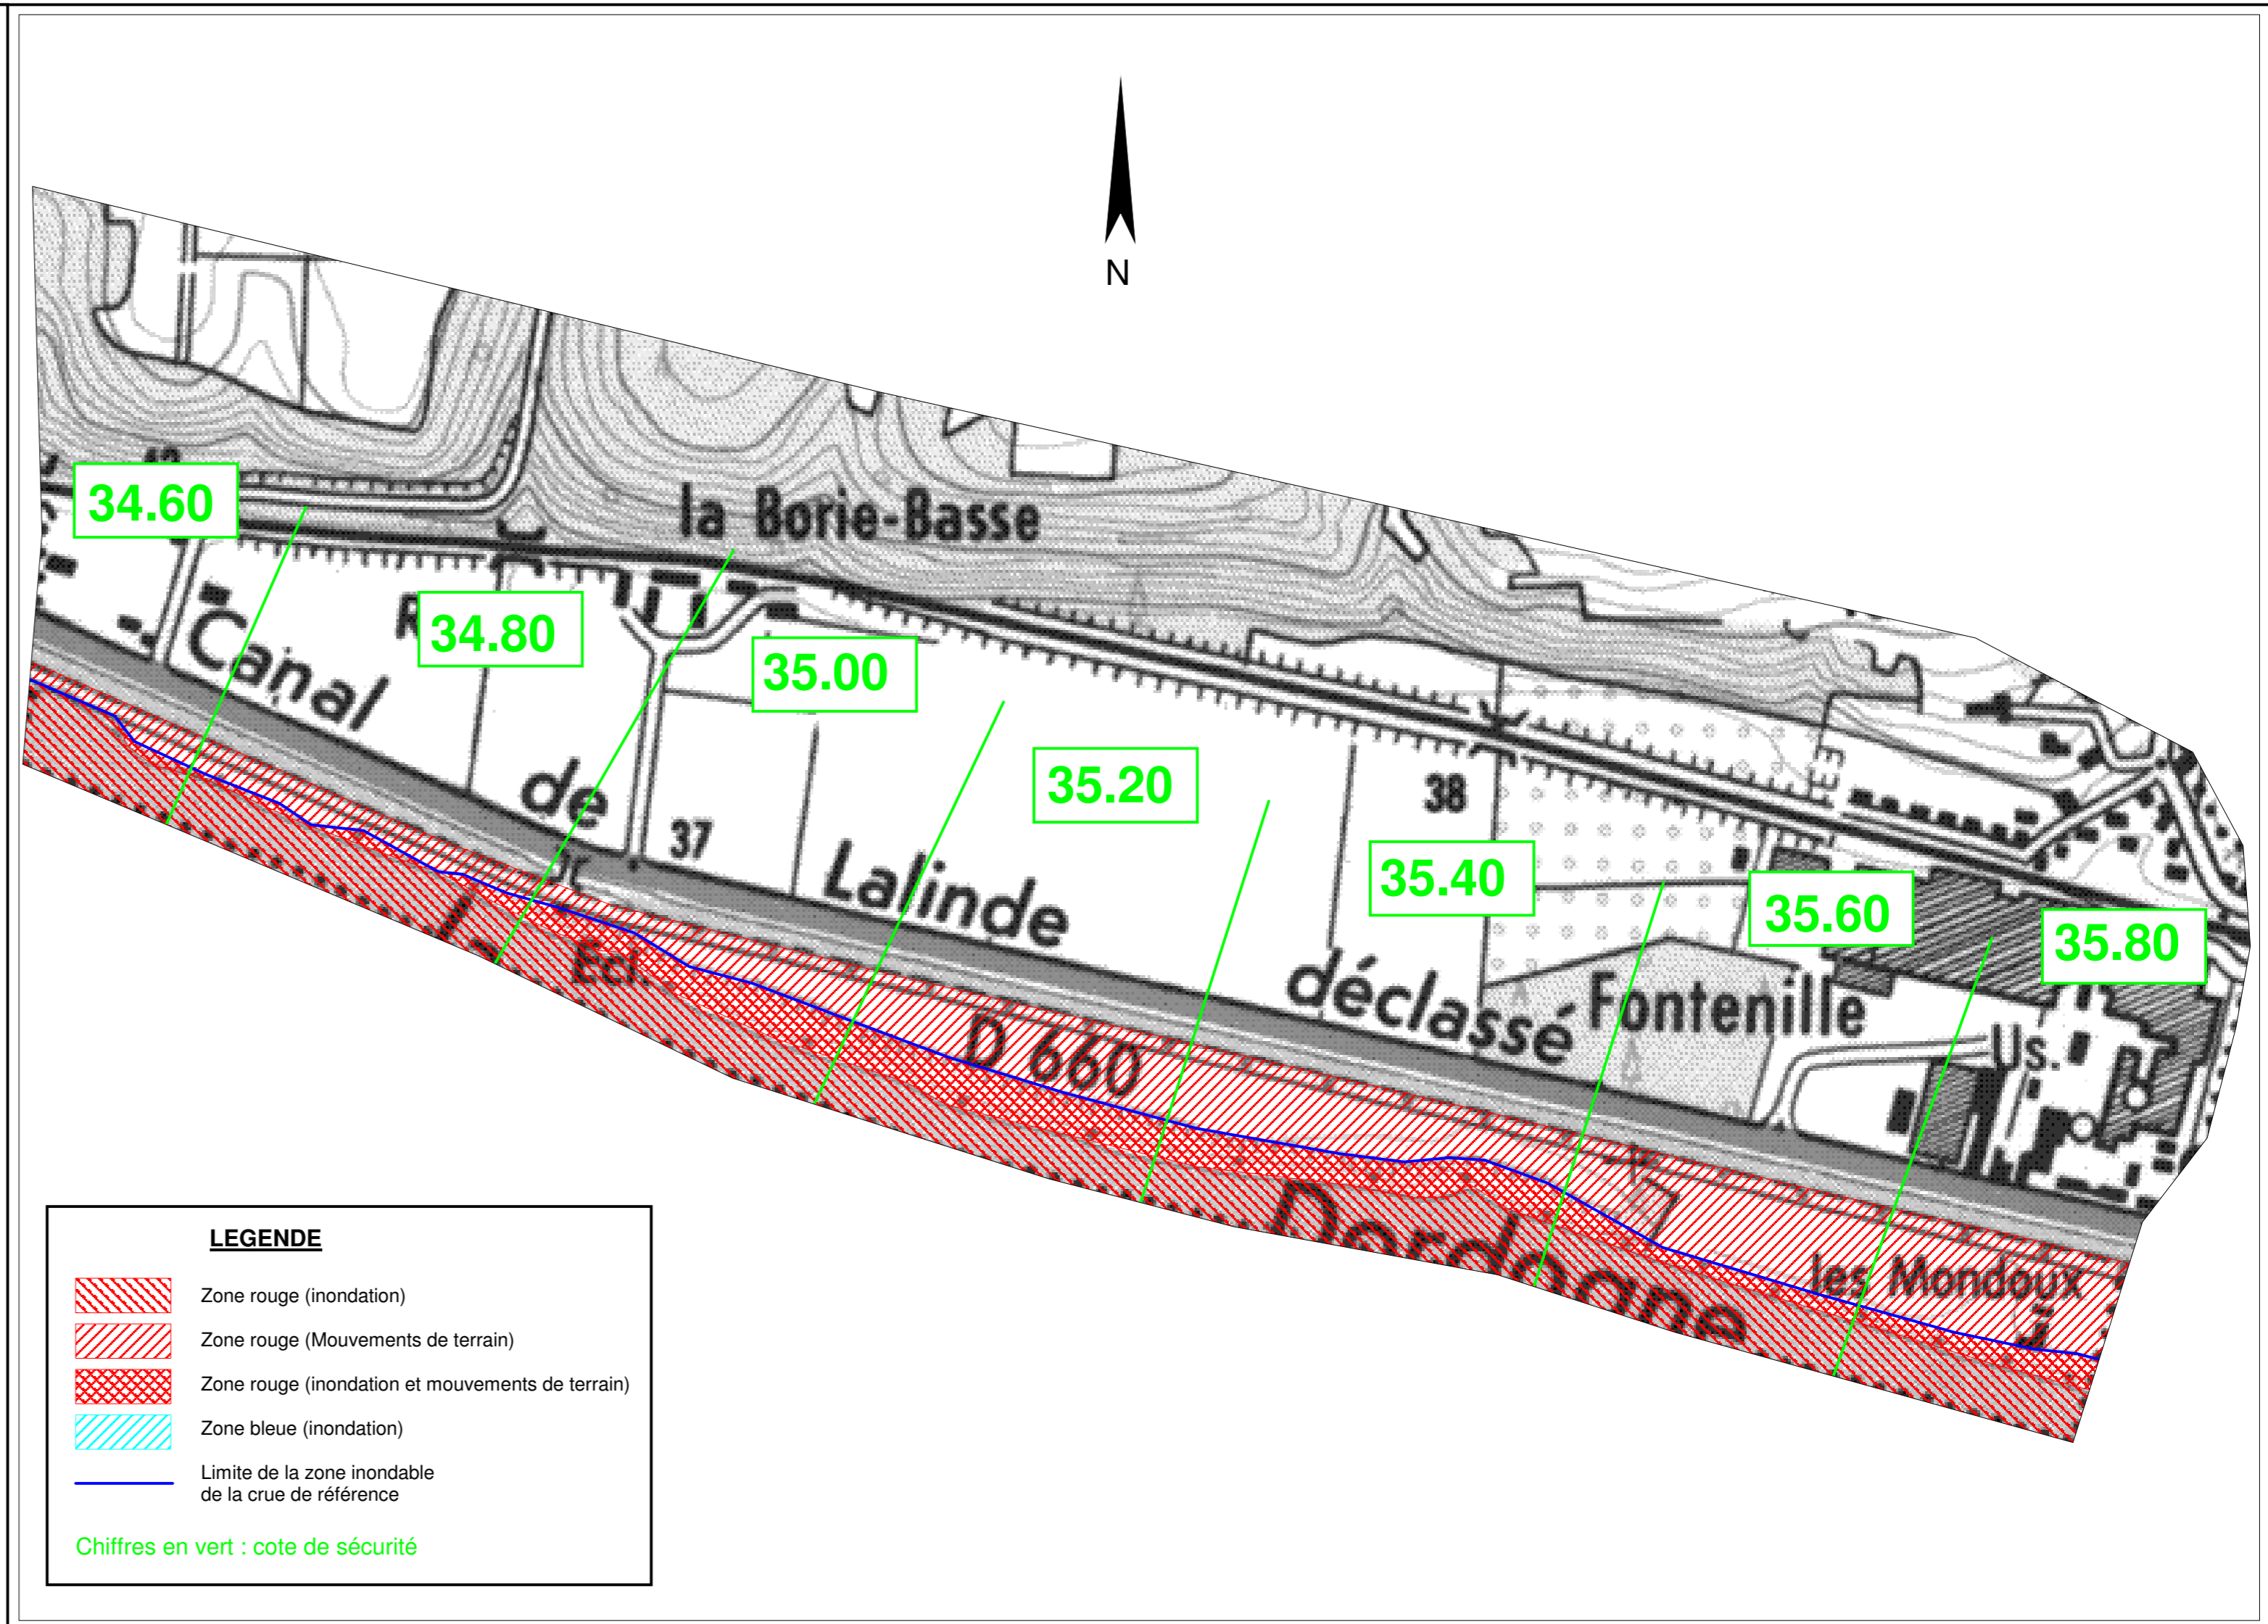 N
la Borie-Basse
34.60
34.80
35.00
35.20
35.40
35.60
35.80
Canal
de
Lalinde
déclassé
37
38
Fontenille
Us.
Ecl.
D 660
Dordogne
les Mondoux
LEGENDE
Zone rouge (inondation)
Zone rouge (Mouvements de terrain)
Zone rouge (inondation et mouvements de terrain)
Zone bleue (inondation)
Limite de la zone inondable
de la crue de référence
Chiffres en vert : cote de sécurité